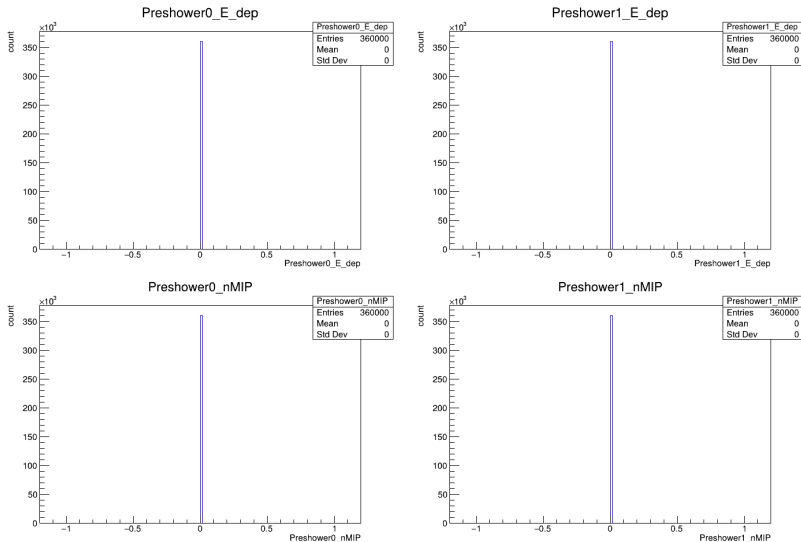 Preshower0_E_dep
×10³
count
Preshower0_E_dep
Entries 360000
Mean 0
Std Dev 0
350
300
250
200
150
100
50
0
−1 −0.5 0 0.5 1
Preshower0_E_dep
Preshower1_E_dep
×10³
count
Preshower1_E_dep
Entries 360000
Mean 0
Std Dev 0
350
300
250
200
150
100
50
0
−1 −0.5 0 0.5 1
Preshower1_E_dep
Preshower0_nMIP
×10³
count
Preshower0_nMIP
Entries 360000
Mean 0
Std Dev 0
350
300
250
200
150
100
50
0
−1 −0.5 0 0.5 1
Preshower0_nMIP
Preshower1_nMIP
×10³
count
Preshower1_nMIP
Entries 360000
Mean 0
Std Dev 0
350
300
250
200
150
100
50
0
−1 −0.5 0 0.5 1
Preshower1_nMIP